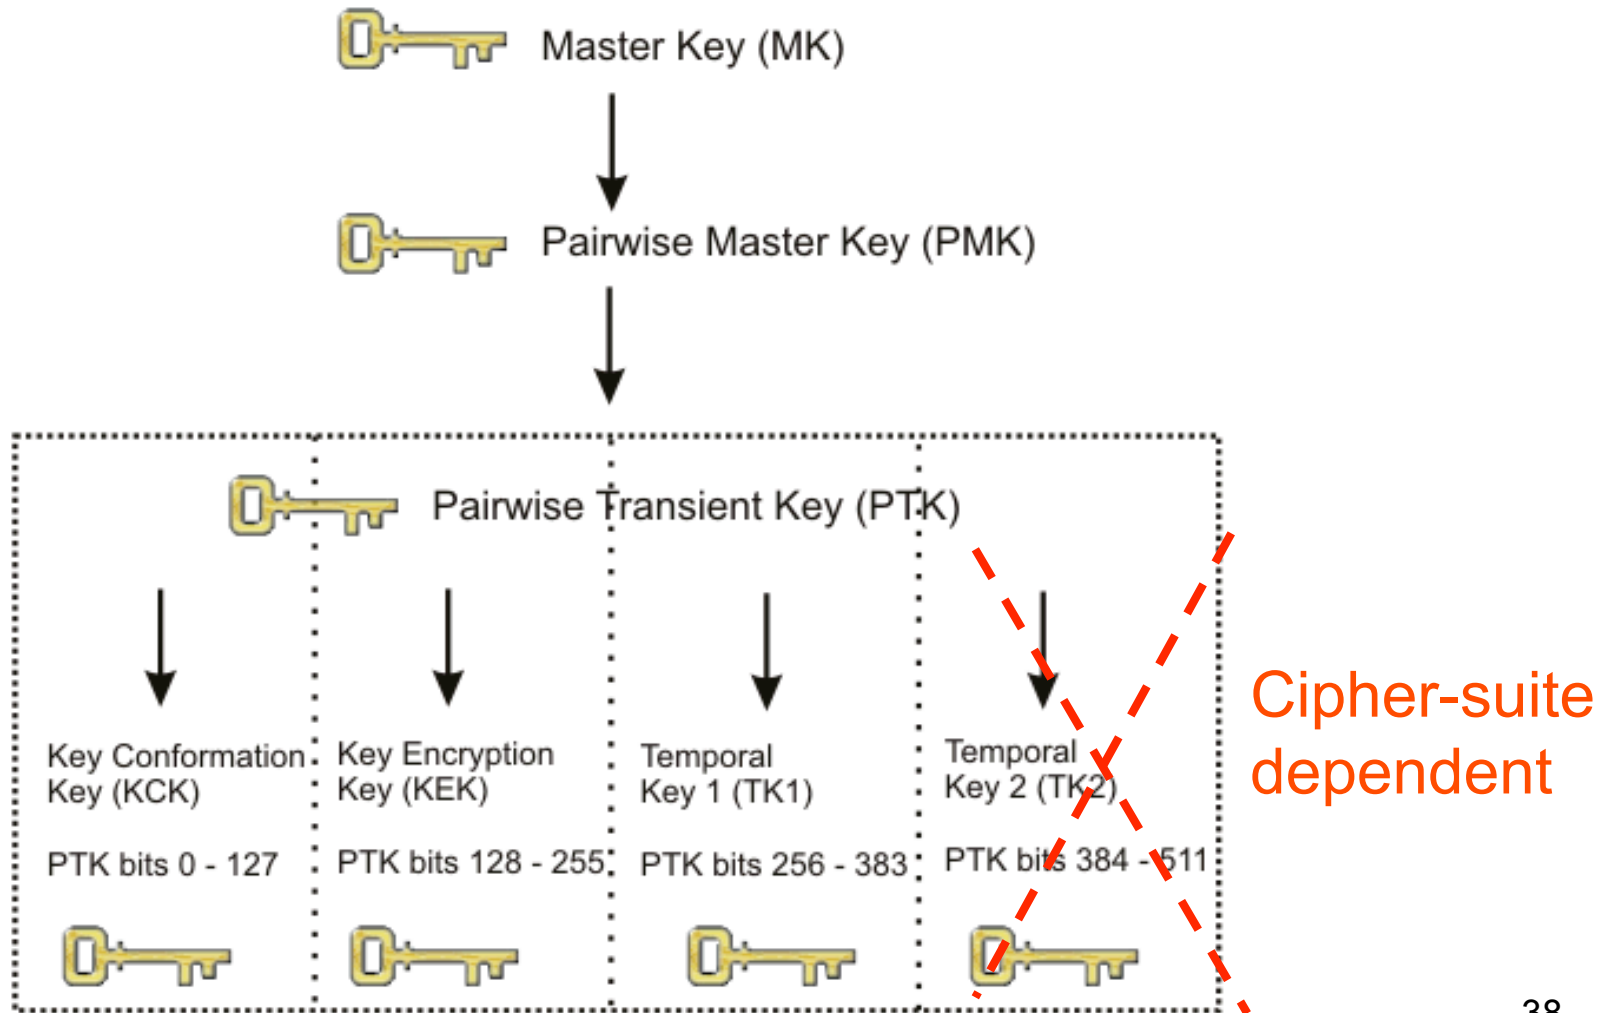 Master Key (MK)
Pairwise Master Key (PMK)
Pairwise Transient Key (PTK)
Key Conformation
Key (KCK)
PTK bits 0 - 127
Key Encryption
Key (KEK)
PTK bits 128 - 255
Temporal
Key 1 (TK1)
PTK bits 256 - 383
Temporal
Key 2 (TK2)
PTK bits 384 - 511
Cipher-suite
dependent
38